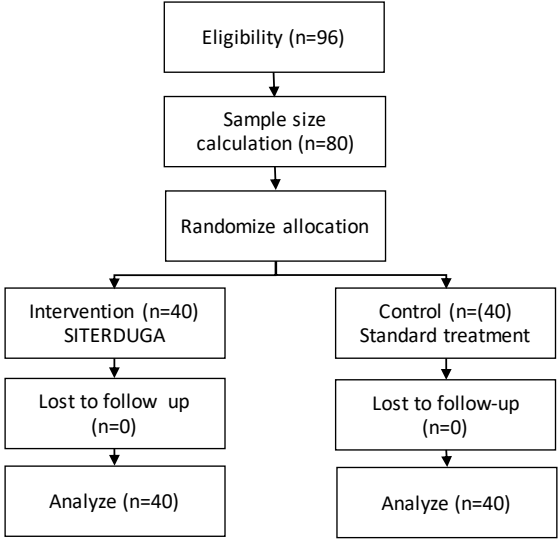 Eligibility (n=96)
Sample size
calculation (n=80)
Randomize allocation
Intervention (n=40)
SITERDUGA
Control (n=(40)
Standard treatment
Lost to follow up
(n=0)
Lost to follow-up
(n=0)
Analyze (n=40)
Analyze (n=40)